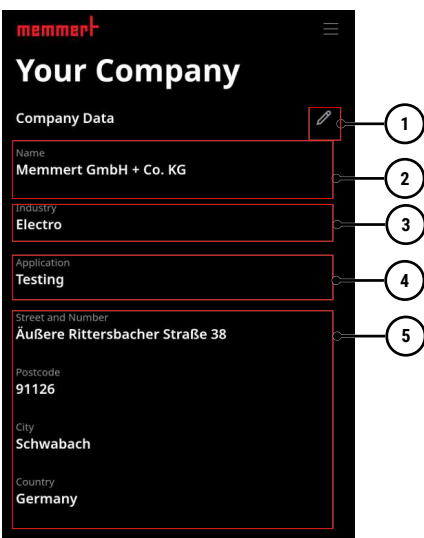 memmert
Your Company
Company Data
1
Name
Memmert GmbH + Co. KG
2
Industry
Electro
3
Application
Testing
4
Street and Number
Äußere Rittersbacher Straße 38
5
Postcode
91126
City
Schwabach
Country
Germany